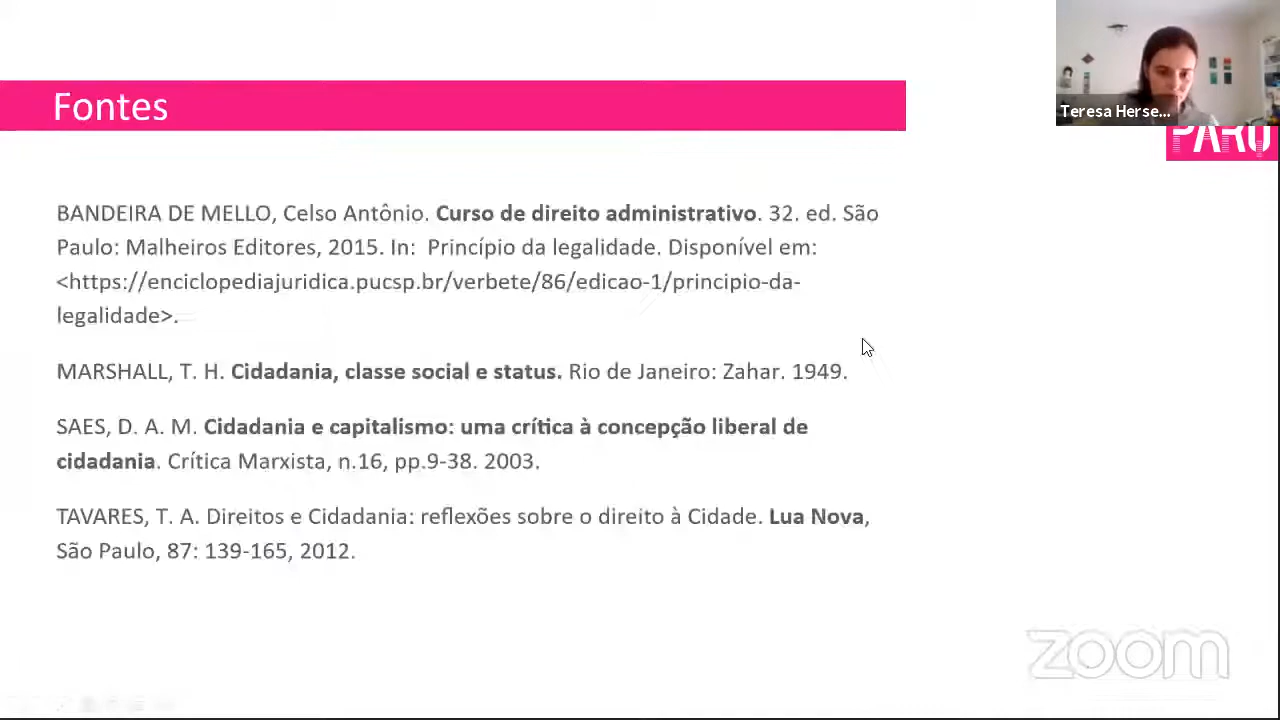 Fontes
Teresa Herse...
PARQ
BANDEIRA DE MELLO, Celso Antônio. Curso de direito administrativo. 32. ed. São
Paulo: Malheiros Editores, 2015. In: Princípio da legalidade. Disponível em:
<https://enciclopediajuridica.pucsp.br/verbete/86/edicao-1/principio-da-
legalidade>.
MARSHALL, T. H. Cidadania, classe social e status. Rio de Janeiro: Zahar. 1949.
SAES, D. A. M. Cidadania e capitalismo: uma crítica à concepção liberal de
cidadania. Crítica Marxista, n.16, pp.9-38. 2003.
TAVARES, T. A. Direitos e Cidadania: reflexões sobre o direito à Cidade. Lua Nova,
São Paulo, 87: 139-165, 2012.
zoom